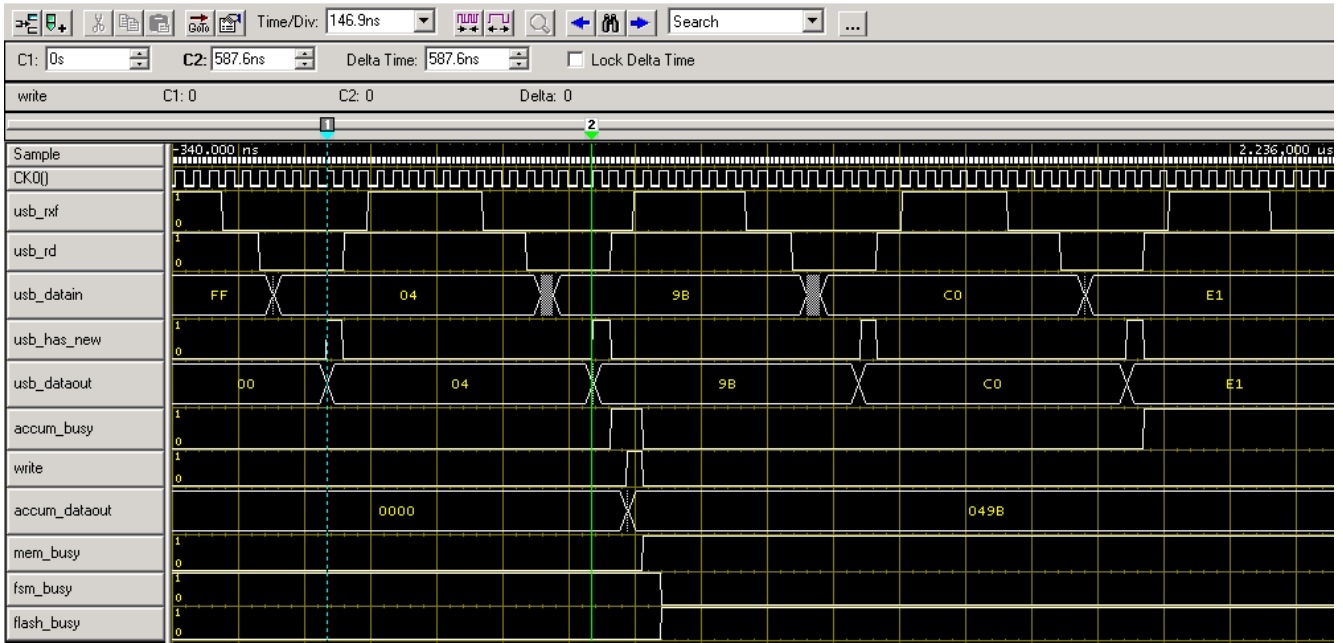 GoTo Time/Div: 146.9ns Search ...
C1: 0s C2: 587.6ns Delta Time: 587.6ns Lock Delta Time
write C1: 0 C2: 0 Delta: 0
1 2
Sample -340.000 ns 2.236,000 us
CK0()
usb_rxf 1 0
usb_rd 1 0
usb_datain FF 04 9B C0 E1
usb_has_new 1 0
usb_dataout 00 04 9B C0 E1
accum_busy 1 0
write 1 0
accum_dataout 0000 049B
mem_busy 1 0
fsm_busy 1 0
flash_busy 1 0